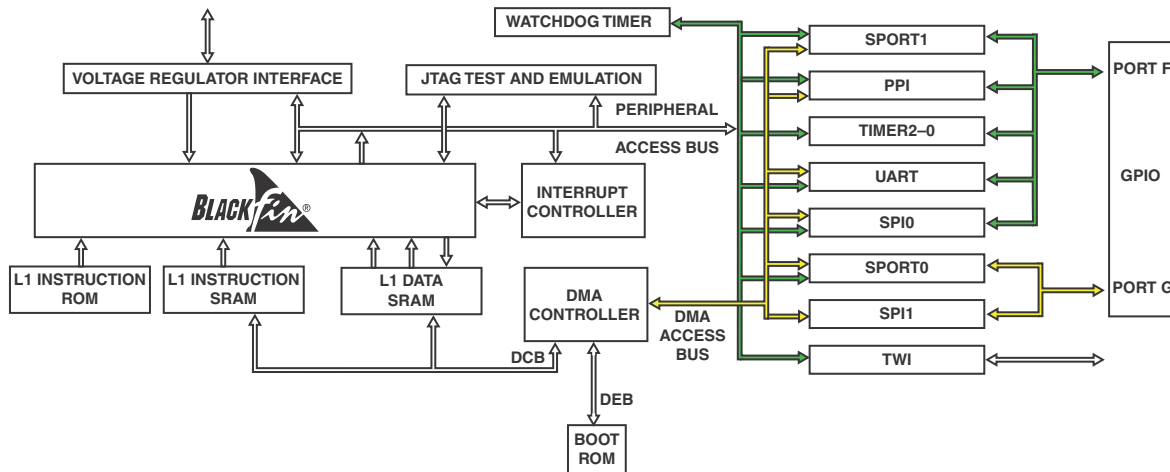 WATCHDOG TIMER
VOLTAGE REGULATOR INTERFACE
JTAG TEST AND EMULATION
PERIPHERAL
ACCESS BUS
BLACKfin®
INTERRUPT
CONTROLLER
L1 INSTRUCTION
ROM
L1 INSTRUCTION
SRAM
L1 DATA
SRAM
DMA
CONTROLLER
DMA
ACCESS
BUS
DCB
DEB
BOOT
ROM
SPORT1
PPI
TIMER2–0
UART
SPI0
SPORT0
SPI1
TWI
PORT F
GPIO
PORT G